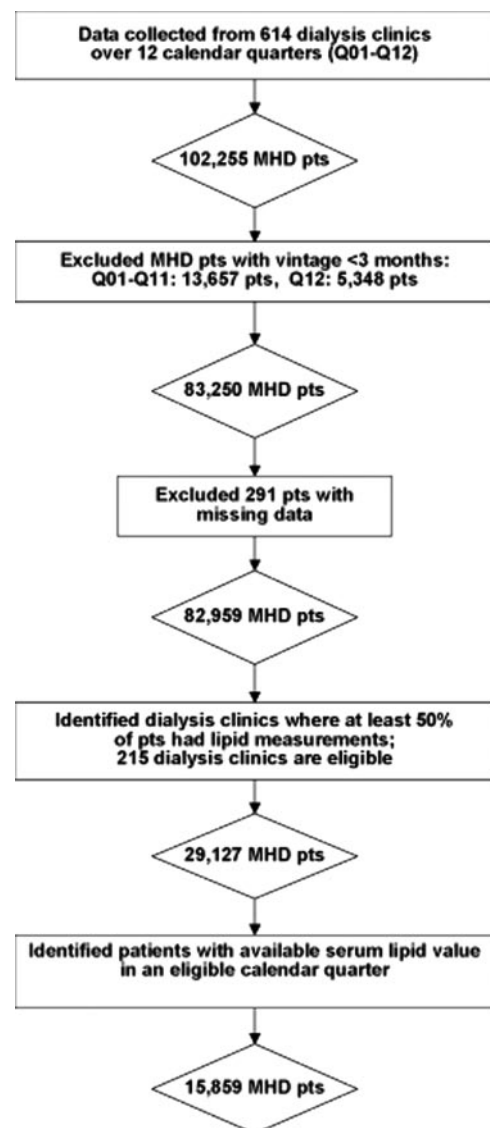 Data collected from 614 dialysis clinics
over 12 calendar quarters (Q01-Q12)
102,255 MHD pts
Excluded MHD pts with vintage <3 months:
Q01-Q11: 13,657 pts, Q12: 5,348 pts
83,250 MHD pts
Excluded 291 pts with
missing data
82,959 MHD pts
Identified dialysis clinics where at least 50%
of pts had lipid measurements;
215 dialysis clinics are eligible
29,127 MHD pts
Identified patients with available serum lipid value
in an eligible calendar quarter
15,859 MHD pts